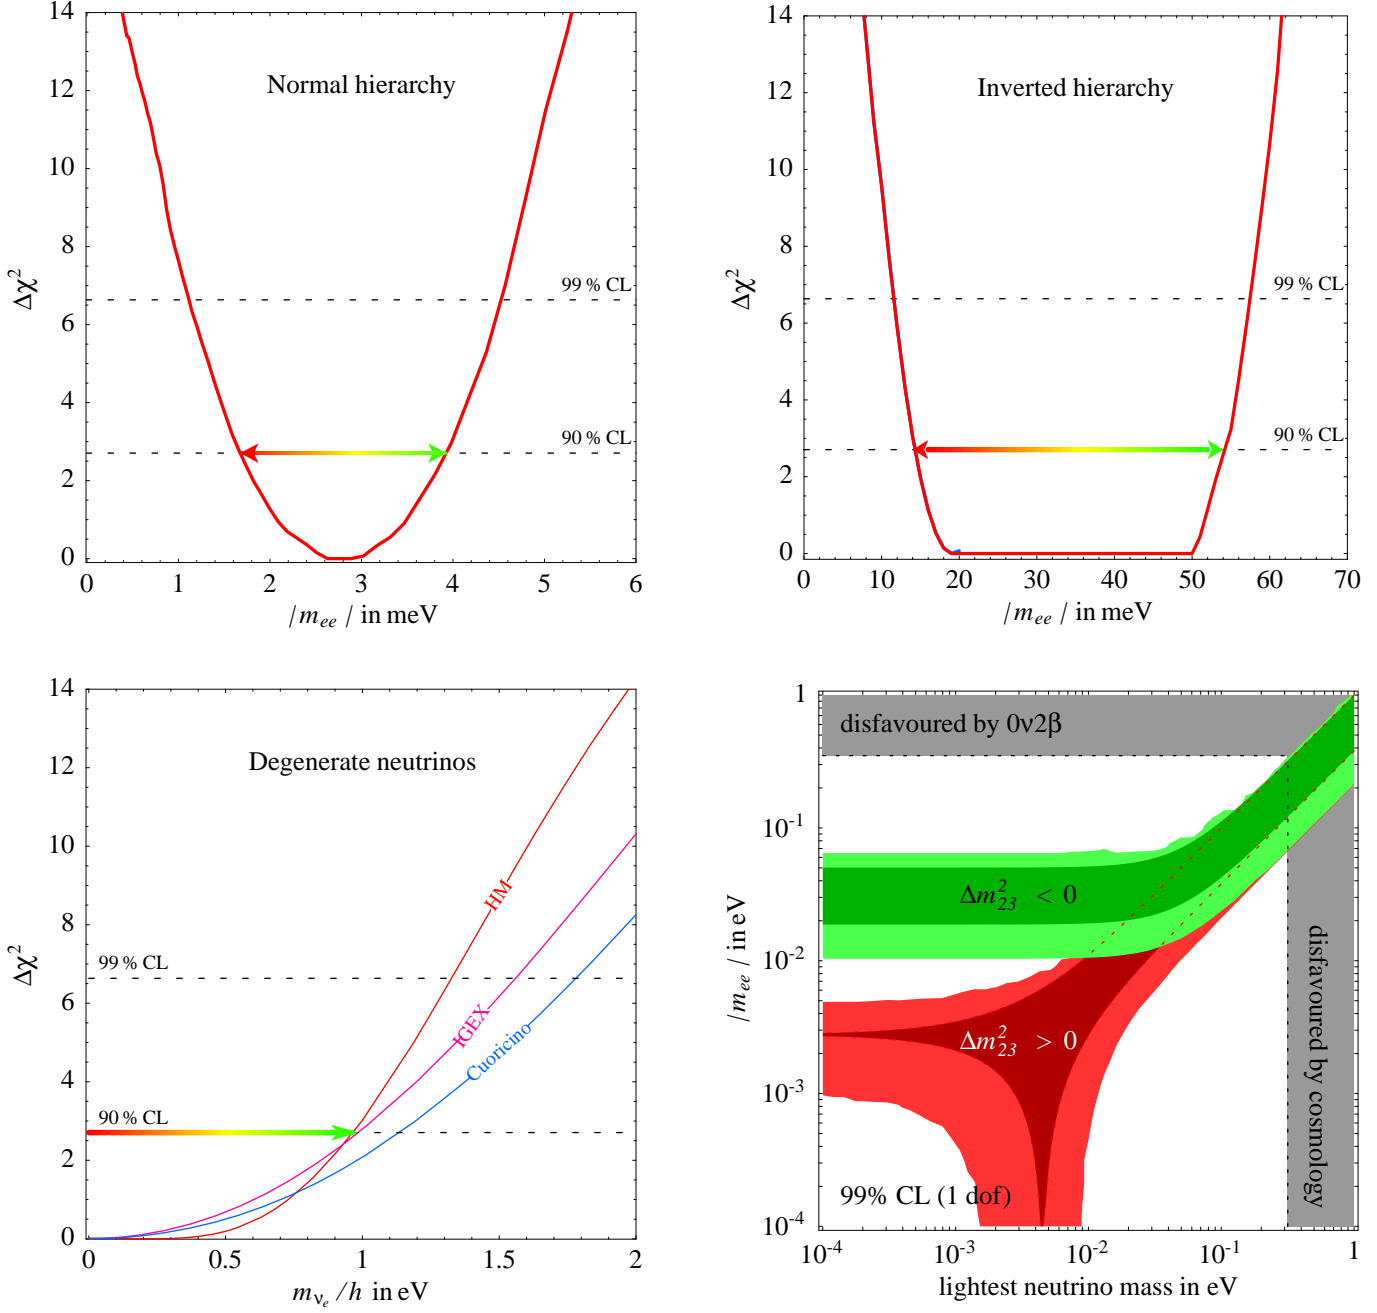 Normal hierarchy
14
12
10
8
6
4
2
0
Δχ²
99 % CL
90 % CL
0 1 2 3 4 5 6
|m_ee| in meV
Inverted hierarchy
14
12
10
8
6
4
2
0
Δχ²
99 % CL
90 % CL
0 10 20 30 40 50 60 70
|m_ee| in meV
Degenerate neutrinos
14
12
10
8
6
4
2
0
Δχ²
99 % CL
90 % CL
HM
IGEX
Cuoricino
0 0.5 1 1.5 2
m_νe/h in eV
disfavoured by 0ν2β
Δm²₂₃ < 0
Δm²₂₃ > 0
disfavoured by cosmology
99% CL (1 dof)
1
10⁻¹
10⁻²
10⁻³
10⁻⁴
|m_ee| in eV
10⁻⁴ 10⁻³ 10⁻² 10⁻¹ 1
lightest neutrino mass in eV